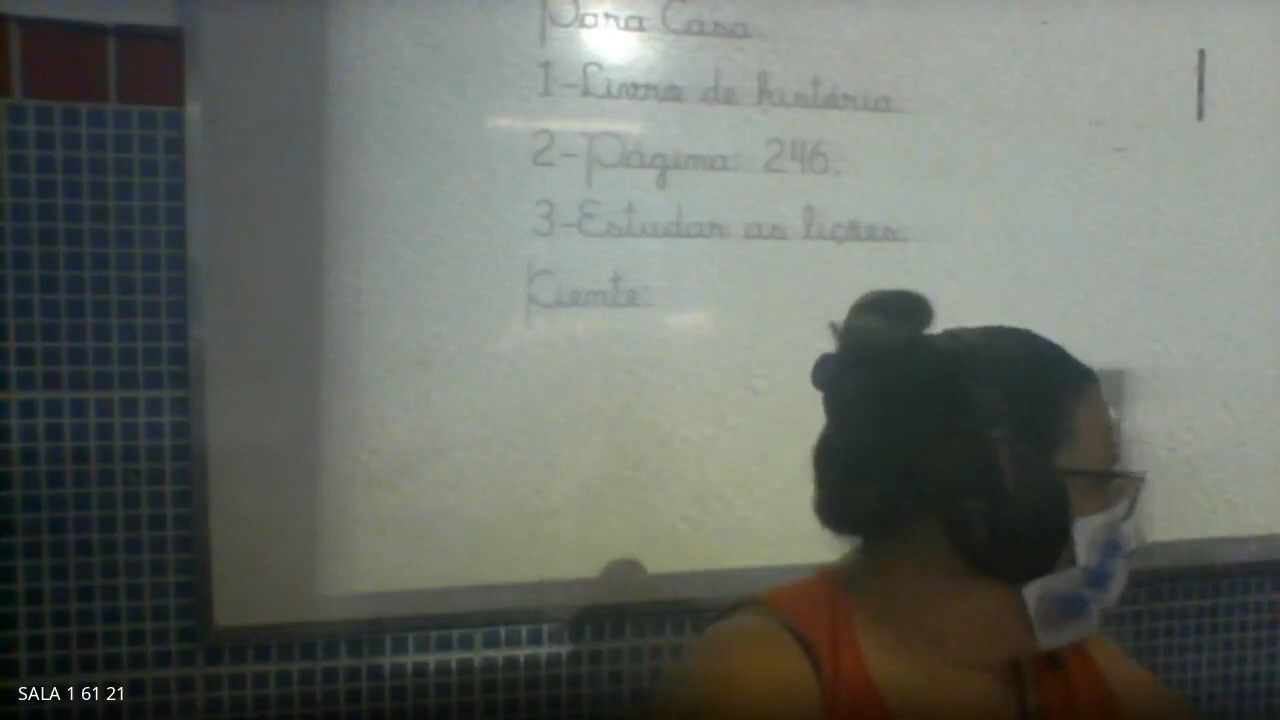 Para Casa
1-Livro de história
2-Página: 246.
3-Estudar as lições.
Ciente:
SALA 1 61 21